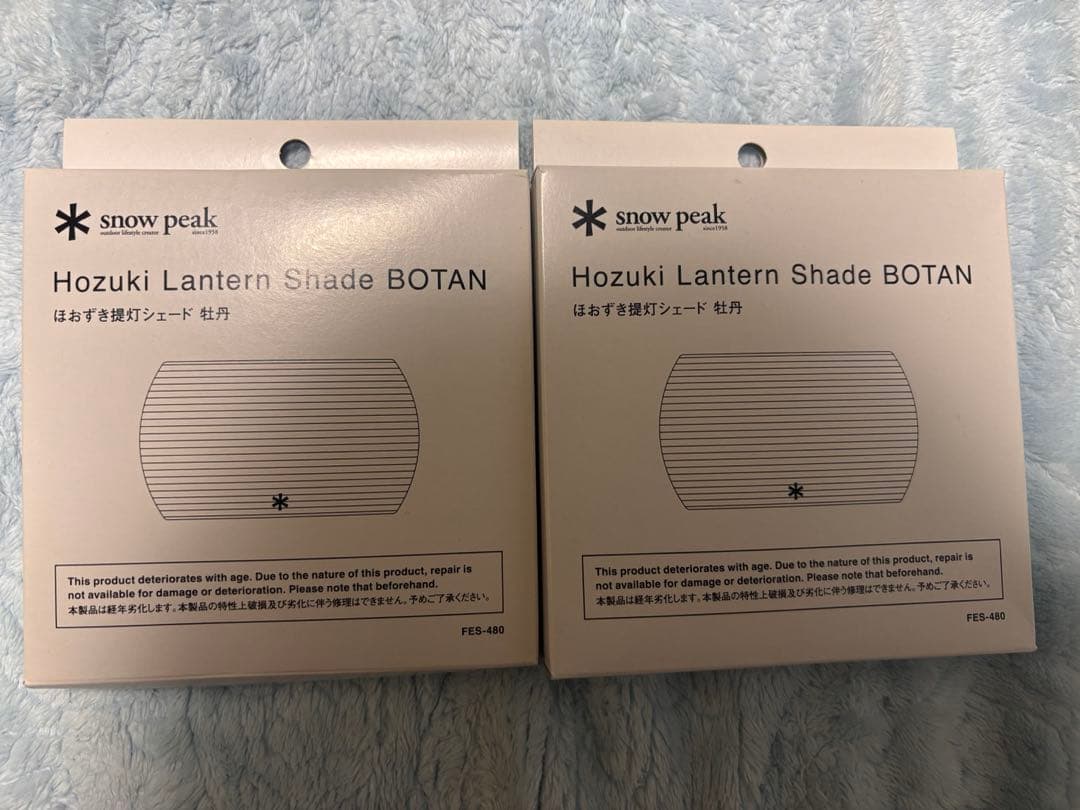 snow peak
outdoor lifestyle creator since1958
Hozuki Lantern Shade BOTAN
ほおずき提灯シェード 牡丹
This product deteriorates with age. Due to the nature of this product, repair is
not available for damage or deterioration. Please note that beforehand.
本製品は経年劣化します。本製品の特性上破損及び劣化に伴う修理はできません。予めご了承ください。
FES-480
snow peak
outdoor lifestyle creator since1958
Hozuki Lantern Shade BOTAN
ほおずき提灯シェード 牡丹
This product deteriorates with age. Due to the nature of this product, repair is
not available for damage or deterioration. Please note that beforehand.
本製品は経年劣化します。本製品の特性上破損及び劣化に伴う修理はできません。予めご了承ください。
FES-480